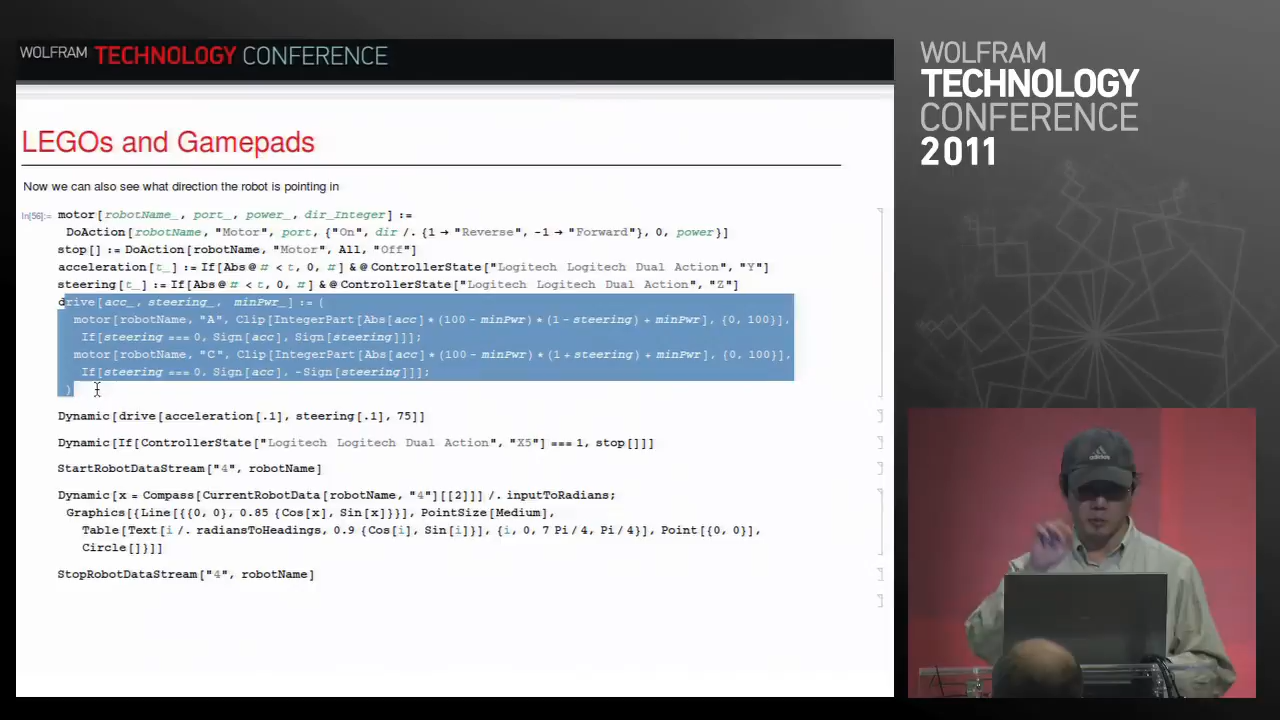 WOLFRAM TECHNOLOGY CONFERENCE
WOLFRAM
TECHNOLOGY
CONFERENCE
2011
LEGOs and Gamepads
Now we can also see what direction the robot is pointing in
In[56]:= motor[robotName_, port_, power_, dir_Integer] :=
DoAction[robotName, "Motor", port, {"On", dir /. {1 → "Reverse", -1 → "Forward"}, 0, power}]
stop[] := DoAction[robotName, "Motor", All, "Off"]
acceleration[t_] := If[Abs@# < t, 0, #] &@ControllerState["Logitech Logitech Dual Action", "Y"]
steering[t_] := If[Abs@# < t, 0, #] &@ControllerState["Logitech Logitech Dual Action", "Z"]
drive[acc_, steering_, minPwr_] := (
motor[robotName, "A", Clip[IntegerPart[Abs[acc]*(100 - minPwr)*(1 - steering) + minPwr], {0, 100}],
If[steering === 0, Sign[acc], Sign[steering]]];
motor[robotName, "C", Clip[IntegerPart[Abs[acc]*(100 - minPwr)*(1 + steering) + minPwr], {0, 100}],
If[steering === 0, Sign[acc], -Sign[steering]]];
)
Dynamic[drive[acceleration[.1], steering[.1], 75]]
Dynamic[If[ControllerState["Logitech Logitech Dual Action", "X5"] === 1, stop[]]]
StartRobotDataStream["4", robotName]
Dynamic[x = Compass[CurrentRobotData[robotName, "4"][[2]]] /. inputToRadians;
Graphics[{Line[{{0, 0}, 0.85 {Cos[x], Sin[x]}}], PointSize[Medium],
Table[Text[i /. radiansToHeadings, 0.9 {Cos[i], Sin[i]}], {i, 0, 7 Pi/4, Pi/4}], Point[{0, 0}],
Circle[]}]]
StopRobotDataStream["4", robotName]
adidas